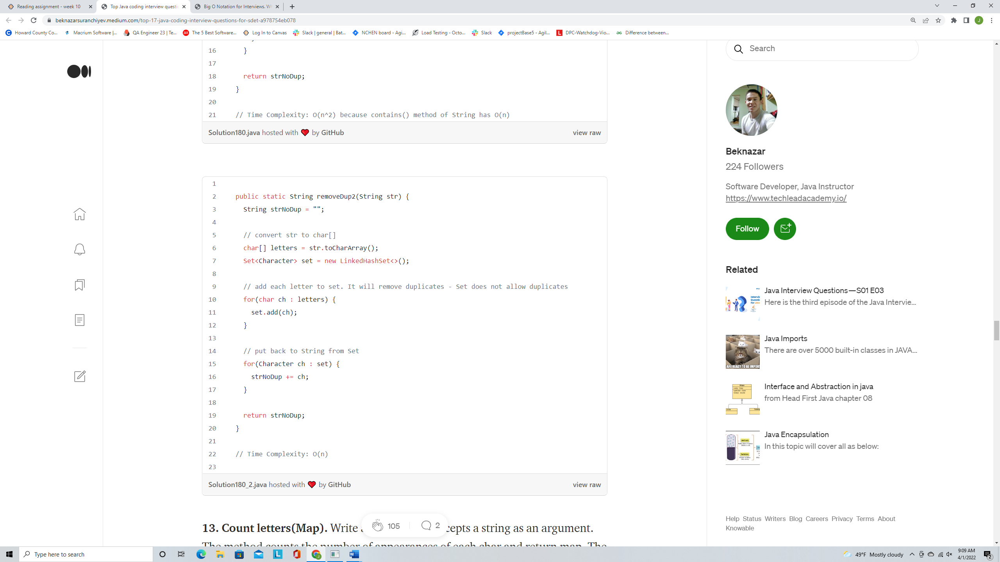 Reading assignment - week 10
Top Java coding interview questio
Big O Notation for Interviews. W
beknazarsuranchiyev.medium.com/top-17-java-coding-interview-questions-for-sdet-a978754eb078
J
Howard County Co...
Macrium Software |...
QA Engineer 23 | Te...
The 5 Best Software...
Log In to Canvas
Slack | general | Bat...
NCHEN board - Agi...
Load Testing - Octo...
Slack
projectBase5 - Agil...
DPC-Watchdog-Vio...
Difference between...
16 }
17
18 return strNoDup;
19 }
20
21 // Time Complexity: O(n^2) because contains() method of String has O(n)
Solution180.java hosted with ❤ by GitHub view raw
1
2 public static String removeDup2(String str) {
3 String strNoDup = "";
4
5 // convert str to char[]
6 char[] letters = str.toCharArray();
7 Set<Character> set = new LinkedHashSet<>();
8
9 // add each letter to set. It will remove duplicates - Set does not allow duplicates
10 for(char ch : letters) {
11 set.add(ch);
12 }
13
14 // put back to String from Set
15 for(Character ch : set) {
16 strNoDup += ch;
17 }
18
19 return strNoDup;
20 }
21
22 // Time Complexity: O(n)
23
Solution180_2.java hosted with ❤ by GitHub view raw
13. Count letters(Map). Write cepts a string as an argument.
The method counts the number of appearances of each char and return map. The
105
2
Search
Beknazar
224 Followers
Software Developer, Java Instructor
https://www.techleadacademy.io/
Follow
Related
Java Interview Questions—S01 E03
Here is the third episode of the Java Intervie...
Java Imports
There are over 5000 built-in classes in JAVA...
ARE READY TO BE IMPOR
Interface and Abstraction in java
from Head First Java chapter 08
Java Encapsulation
In this topic will cover all as below:
Help Status Writers Blog Careers Privacy Terms About
Knowable
Type here to search
49°F Mostly cloudy
9:09 AM
4/1/2022
2